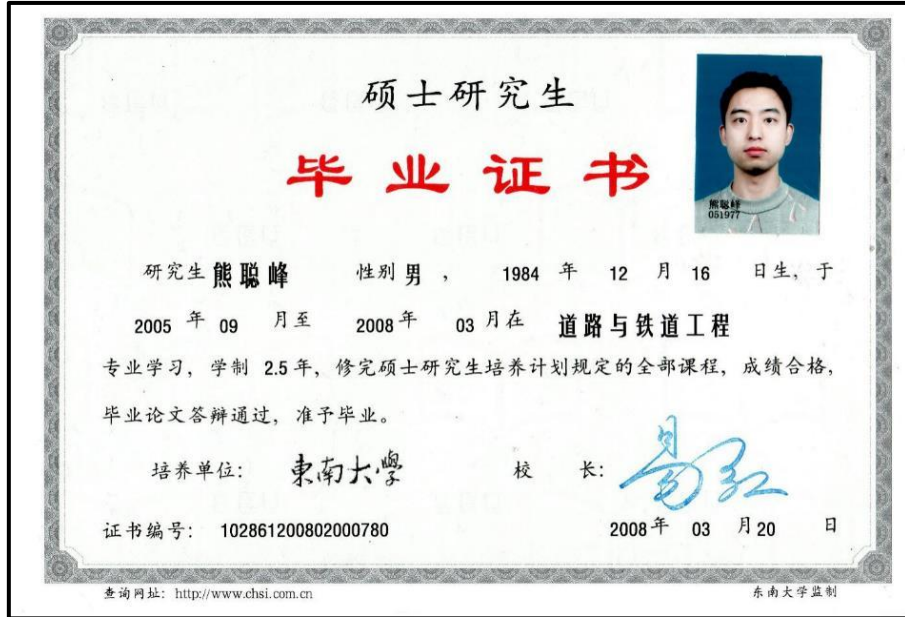 硕士研究生
毕业证书
熊聪峰
051977
研究生 熊聪峰 性别 男 , 1984 年 12 月 16 日生, 于
2005 年 09 月至 2008 年 03 月在 道路与铁道工程
专业学习, 学制 2.5 年, 修完硕士研究生培养计划规定的全部课程, 成绩合格,
毕业论文答辩通过, 准予毕业。
培养单位: 東南大學 校 长: 易红
证书编号: 102861200802000780 2008 年 03 月 20 日
查询网址: http://www.chsi.com.cn 东南大学监制